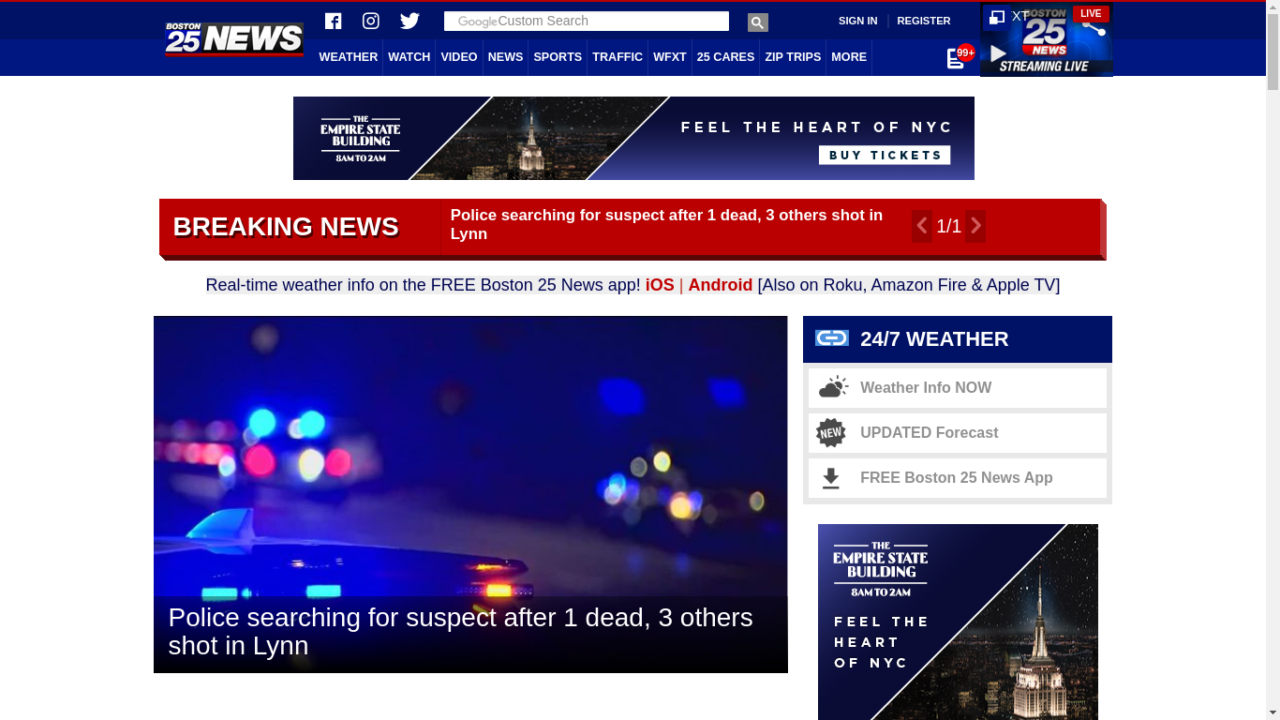 BOSTON
25 NEWS
Google Custom Search
SIGN IN
REGISTER
XT
BOSTON
25
NEWS
LIVE
STREAMING LIVE
WEATHER
WATCH
VIDEO
NEWS
SPORTS
TRAFFIC
WFXT
25 CARES
ZIP TRIPS
MORE
99+
THE
EMPIRE STATE
BUILDING
8AM TO 2AM
FEEL THE HEART OF NYC
BUY TICKETS
BREAKING NEWS
Police searching for suspect after 1 dead, 3 others shot in
Lynn
1/1
Real-time weather info on the FREE Boston 25 News app! iOS | Android [Also on Roku, Amazon Fire & Apple TV]
Police searching for suspect after 1 dead, 3 others
shot in Lynn
24/7 WEATHER
Weather Info NOW
NEW
UPDATED Forecast
FREE Boston 25 News App
THE
EMPIRE STATE
BUILDING
8AM TO 2AM
FEEL THE
HEART
OF NYC